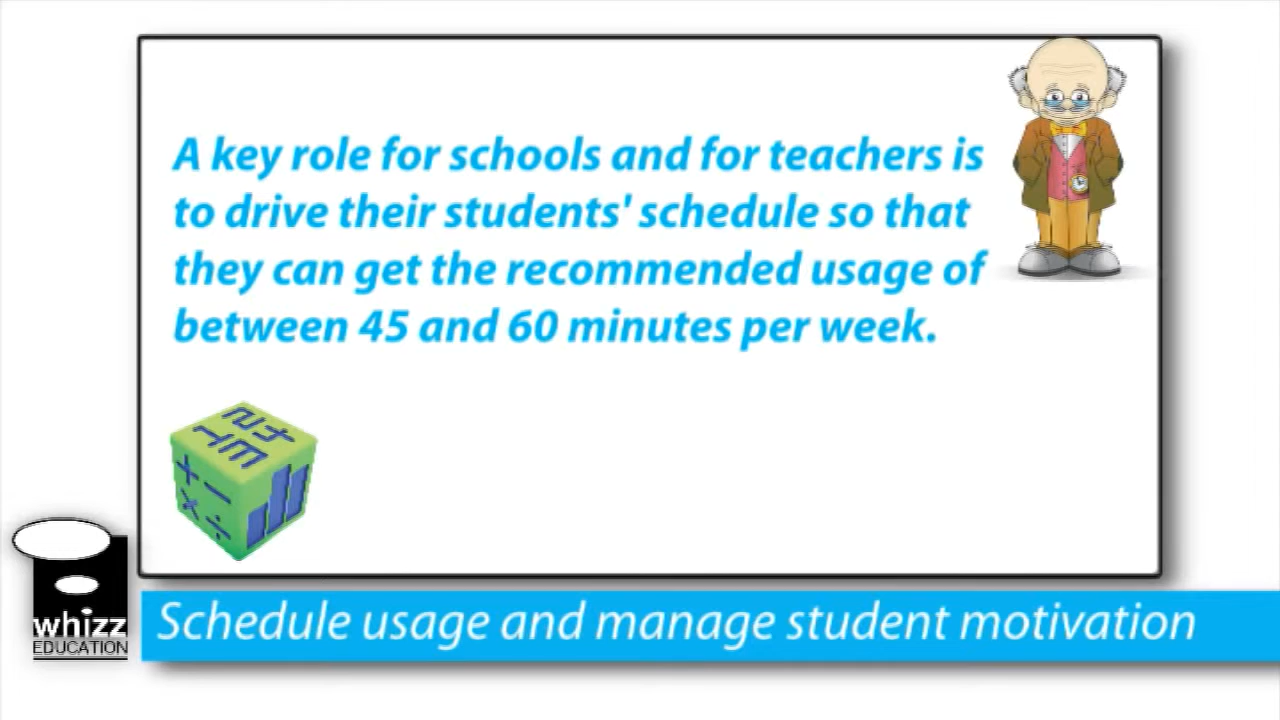 A key role for schools and for teachers is
to drive their students' schedule so that
they can get the recommended usage of
between 45 and 60 minutes per week.
whizz
EDUCATION
Schedule usage and manage student motivation